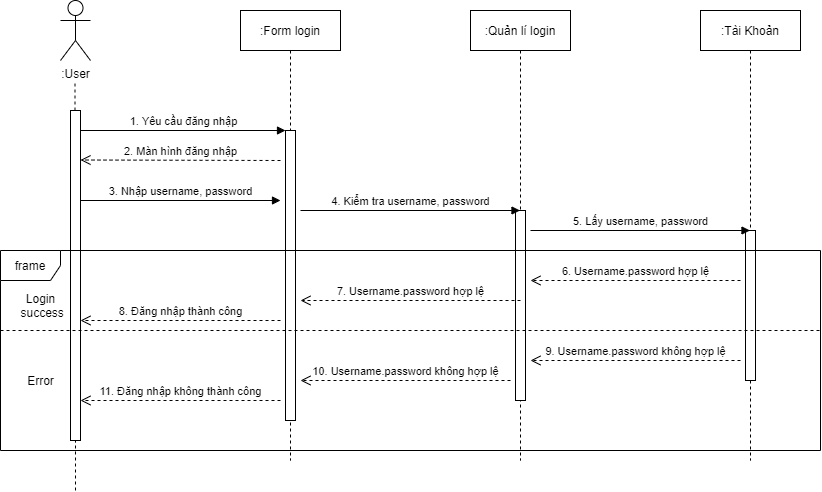 :User
:Form login
:Quản lí login
:Tài Khoản
1. Yêu cầu đăng nhập
2. Màn hình đăng nhập
3. Nhập username, password
4. Kiểm tra username, password
5. Lấy username, password
frame
Login
success
6. Username.password hợp lệ
7. Username.password hợp lệ
8. Đăng nhập thành công
Error
9. Username.password không hợp lệ
10. Username.password không hợp lệ
11. Đăng nhập không thành công